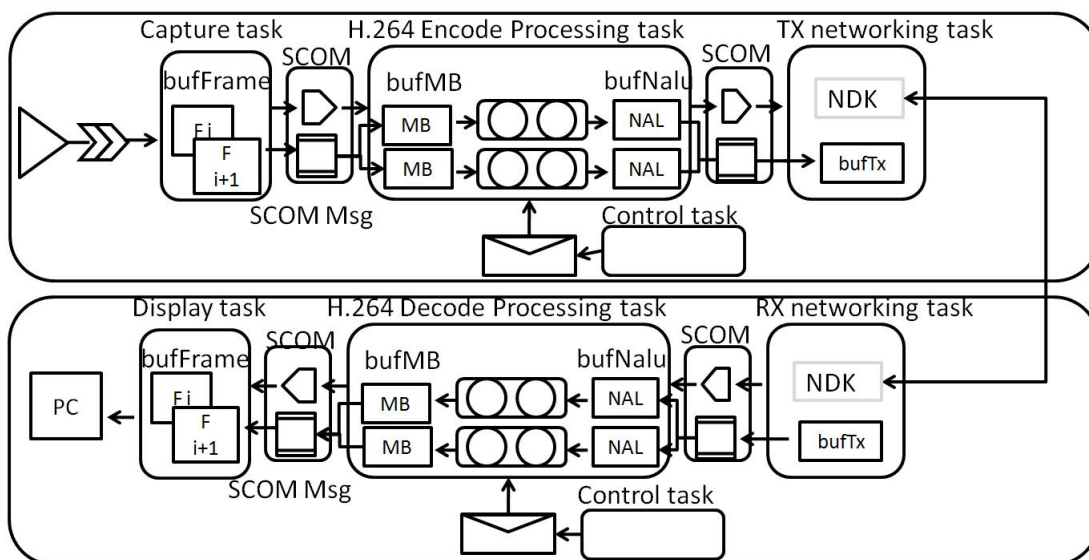 Capture task
H.264 Encode Processing task
TX networking task
SCOM
SCOM
bufFrame
bufMB
bufNalu
NDK
F i
F
i+1
MB
NAL
MB
NAL
bufTx
SCOM Msg
Control task
Display task
H.264 Decode Processing task
RX networking task
SCOM
SCOM
bufFrame
bufMB
bufNalu
NDK
PC
F i
F
i+1
MB
NAL
MB
NAL
bufTx
SCOM Msg
Control task